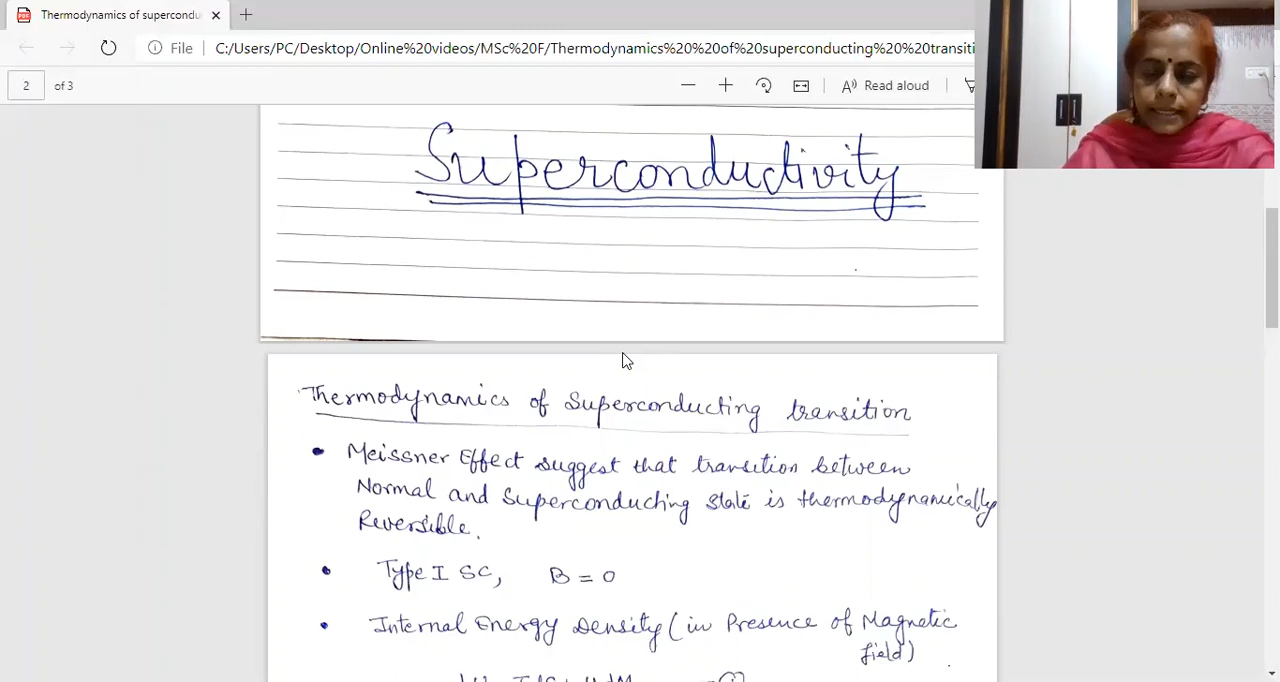 Thermodynamics of supercondu
File
C:/Users/PC/Desktop/Online%20videos/MSc%20F/Thermodynamics%20%20of%20superconducting%20%20transiti
2 of 3
Read aloud
Superconductivity
Thermodynamics of Superconducting transition
• Meissner Effect suggest that transition between
Normal and Superconducting state is thermodynamically
Reversible.
• Type I SC, B = 0
• Internal Energy Density (in Presence of Magnetic
field)